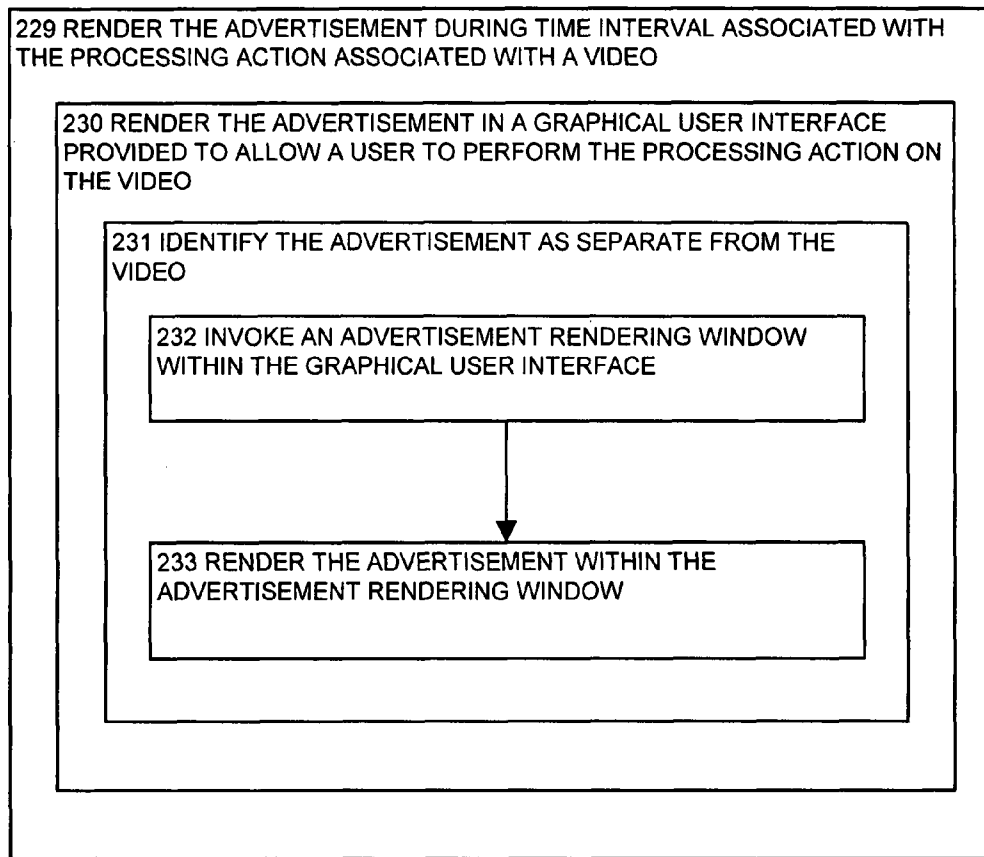 229 RENDER THE ADVERTISEMENT DURING TIME INTERVAL ASSOCIATED WITH
THE PROCESSING ACTION ASSOCIATED WITH A VIDEO
230 RENDER THE ADVERTISEMENT IN A GRAPHICAL USER INTERFACE
PROVIDED TO ALLOW A USER TO PERFORM THE PROCESSING ACTION ON
THE VIDEO
231 IDENTIFY THE ADVERTISEMENT AS SEPARATE FROM THE
VIDEO
232 INVOKE AN ADVERTISEMENT RENDERING WINDOW
WITHIN THE GRAPHICAL USER INTERFACE
233 RENDER THE ADVERTISEMENT WITHIN THE
ADVERTISEMENT RENDERING WINDOW